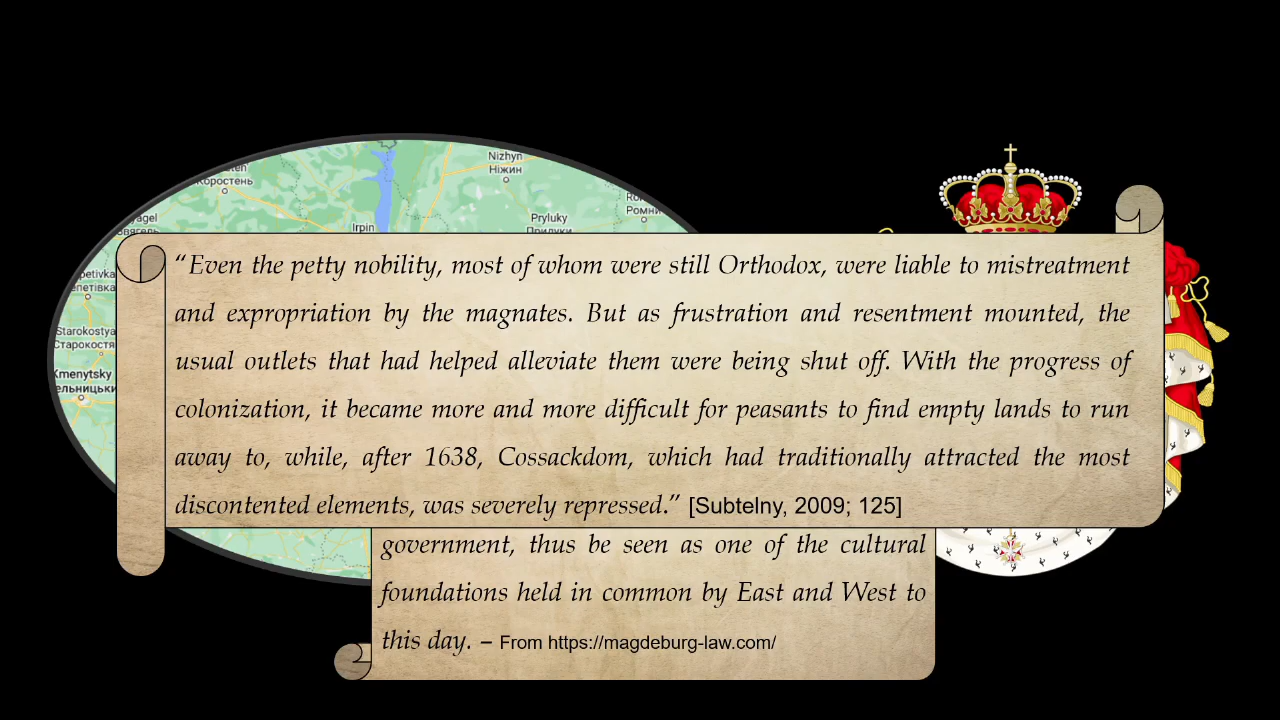 Nizhyn
Ніжин
Коростень
Irpin
Pryluky
Прилуки
Ромни
Starokostya
Старокостя
Kmenytsky
ельницьки
“Even the petty nobility, most of whom were still Orthodox, were liable to mistreatment
and expropriation by the magnates. But as frustration and resentment mounted, the
usual outlets that had helped alleviate them were being shut off. With the progress of
colonization, it became more and more difficult for peasants to find empty lands to run
away to, while, after 1638, Cossackdom, which had traditionally attracted the most
discontented elements, was severely repressed.” [Subtelny, 2009; 125]
government, thus be seen as one of the cultural
foundations held in common by East and West to
this day. – From https://magdeburg-law.com/